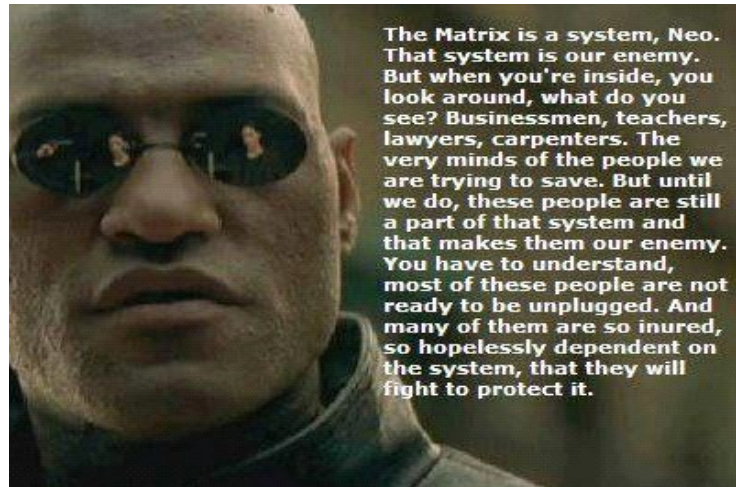 The Matrix is a system, Neo.
That system is our enemy.
But when you're inside, you
look around, what do you
see? Businessmen, teachers,
lawyers, carpenters. The
very minds of the people we
are trying to save. But until
we do, these people are still
a part of that system and
that makes them our enemy.
You have to understand,
most of these people are not
ready to be unplugged. And
many of them are so inured,
so hopelessly dependent on
the system, that they will
fight to protect it.